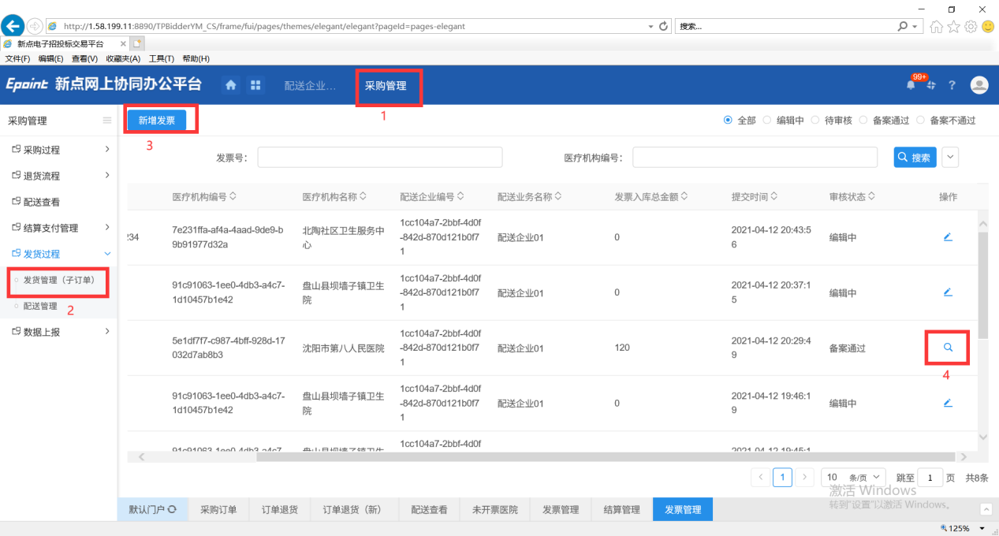 http://1.58.199.11:8890/TPBidderYM_CS/frame/fui/pages/themes/elegant/elegant?pageId=pages-elegant
搜索...
新点电子招投标交易平台
文件(F) 编辑(E) 查看(V) 收藏夹(A) 工具(T) 帮助(H)
Epoint 新点网上协同办公平台
配送企业...
采购管理
99+
1
采购管理
新增发票
3
全部 编辑中 待审核 备案通过 备案不通过
采购过程
退货流程
配送查看
结算支付管理
发货过程
发货管理（子订单）
配送管理
2
数据上报
发票号：
医疗机构编号：
搜索
医疗机构编号 医疗机构名称 配送企业编号 配送业务名称 发票入库总金额 提交时间 审核状态 操作
1cc104a7-2bbf-4d0f
:34 7e231ffa-af4a-4aad-9de9-b 北陶社区卫生服务中 -842d-870d121b0f7 配送企业01 0 2021-04-12 20:43:5 编辑中
9b91977d32a 心 1 6
1cc104a7-2bbf-4d0f
91c91063-1ee0-4db3-a4c7- 盘山县坝墙子镇卫生 -842d-870d121b0f7 配送企业01 0 2021-04-12 20:37:1 编辑中
1d10457b1e42 院 1 5
1cc104a7-2bbf-4d0f
5e1df7f7-c987-4bff-928d-17 沈阳市第八人民医院 -842d-870d121b0f7 配送企业01 120 2021-04-12 20:29:4 备案通过
032d7ab8b3 1 9
4
1cc104a7-2bbf-4d0f
91c91063-1ee0-4db3-a4c7- 盘山县坝墙子镇卫生 -842d-870d121b0f7 配送企业01 0 2021-04-12 19:46:1 编辑中
1d10457b1e42 院 1 9
1cc104a7-2bbf-4d0f
91c91063-1ee0-4db3-a4c7- 盘山县坝墙子镇卫生 2021-04-12 19:45:1
1 10 条/页 跳至 1 页 共8条
激活 Windows
转到"设置"以激活 Windows。
默认门户 采购订单 订单退货 订单退货（新） 配送查看 未开票医院 发票管理 结算管理 发票管理
125%